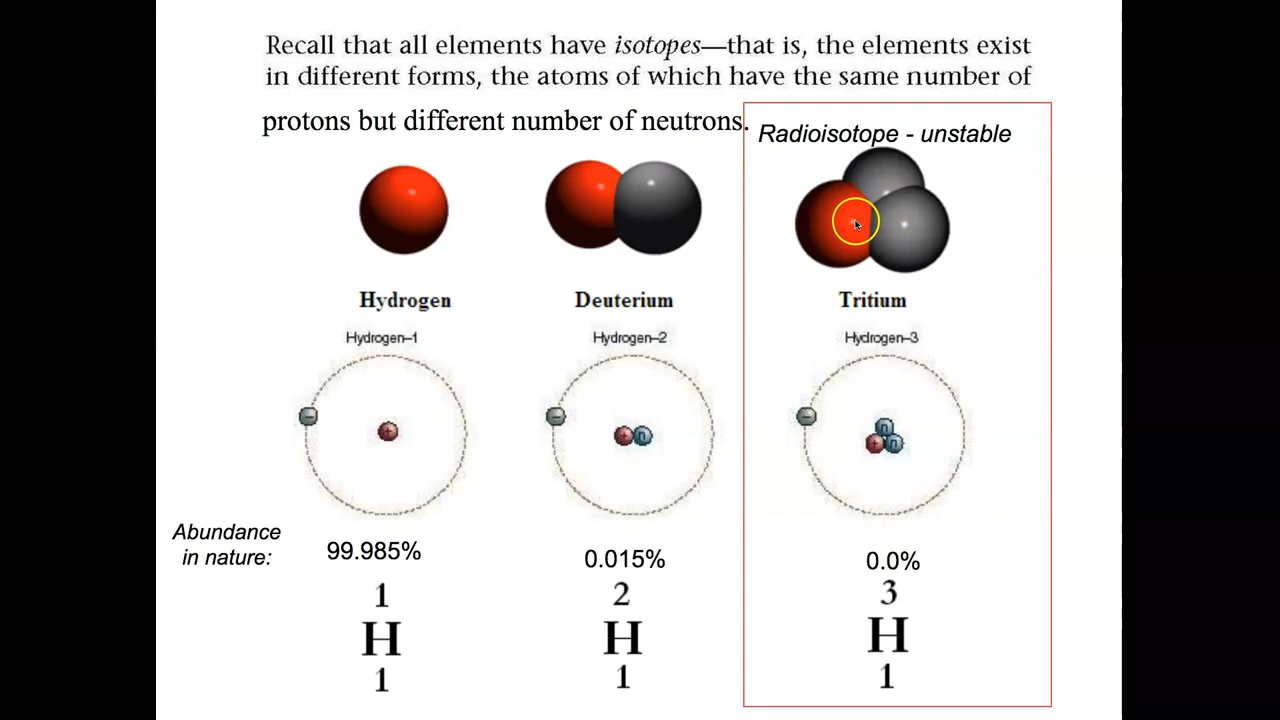 Recall that all elements have isotopes—that is, the elements exist
in different forms, the atoms of which have the same number of
protons but different number of neutrons.
Radioisotope - unstable
Hydrogen
Deuterium
Tritium
Hydrogen–1
Hydrogen–2
Hydrogen–3
−
+
−
+ n
−
n
+ n
Abundance
in nature:
99.985%
0.015%
0.0%
1
H
1
2
H
1
3
H
1